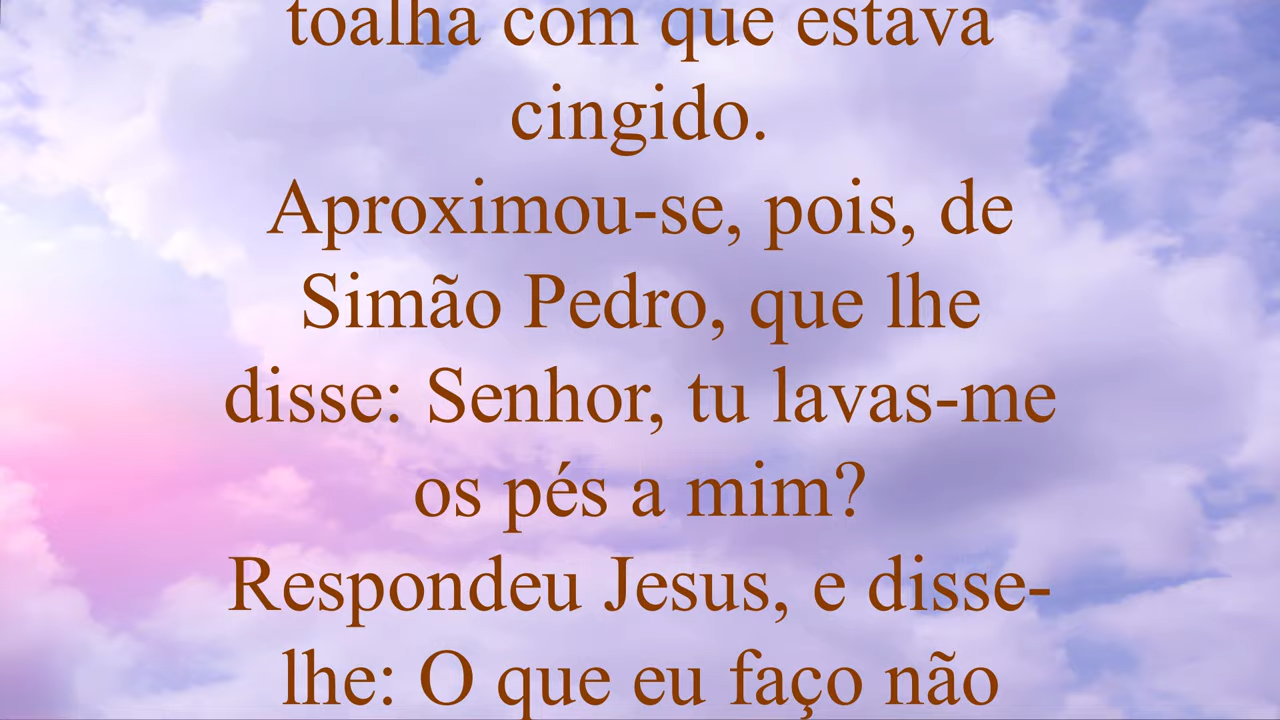 toalha com que estava
cingido.
Aproximou-se, pois, de
Simão Pedro, que lhe
disse: Senhor, tu lavas-me
os pés a mim?
Respondeu Jesus, e disse-
lhe: O que eu faço não